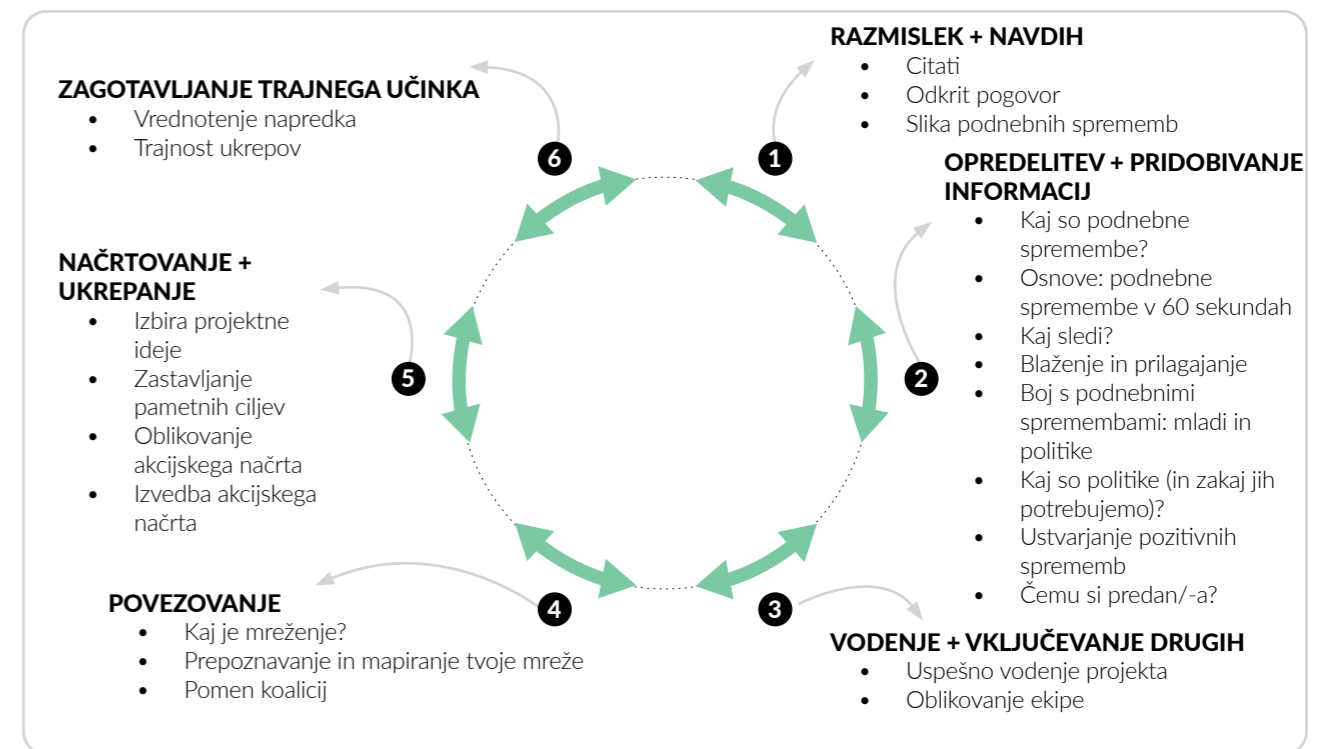 1
RAZMISLEK + NAVDIH
• Citati
• Odkrit pogovor
• Slika podnebnih sprememb
2
OPREDELITEV + PRIDOBIVANJE
INFORMACIJ
• Kaj so podnebne
spremembe?
• Osnove: podnebne
spremembe v 60 sekundah
• Kaj sledi?
• Blaženje in prilagajanje
• Boj s podnebnimi
spremembami: mladi in
politike
• Kaj so politike (in zakaj jih
potrebujemo)?
• Ustvarjanje pozitivnih
sprememb
• Čemu si predan/-a?
3
VODENJE + VKLJUČEVANJE DRUGIH
• Uspešno vodenje projekta
• Oblikovanje ekipe
4
POVEZOVANJE
• Kaj je mreženje?
• Prepoznavanje in mapiranje tvoje mreže
• Pomen koalicij
5
NAČRTOVANJE +
UKREPANJE
• Izbira projektne
ideje
• Zastavljanje
pametnih ciljev
• Oblikovanje
akcijskega načrta
• Izvedba akcijskega
načrta
6
ZAGOTAVLJANJE TRAJNEGA UČINKA
• Vrednotenje napredka
• Trajnost ukrepov